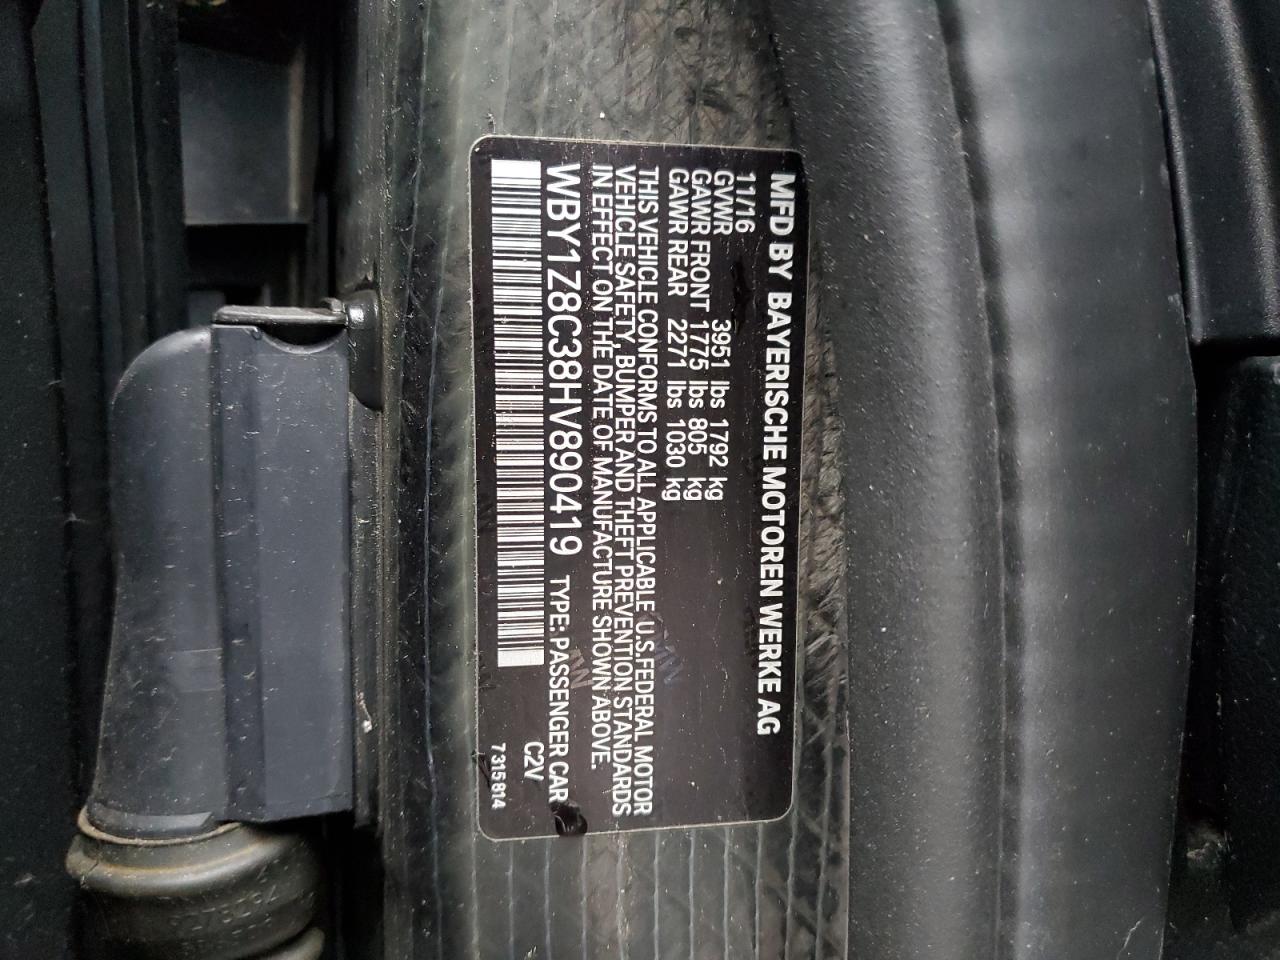 MFD BY BAYERISCHE MOTOREN WERKE AG
11/16
GVWR 3951 lbs 1792 kg
GAWR FRONT 1775 lbs 805 kg
GAWR REAR 2271 lbs 1030 kg
THIS VEHICLE CONFORMS TO ALL APPLICABLE U.S.FEDERAL MOTOR
VEHICLE SAFETY, BUMPER AND THEFT PREVENTION STANDARDS
IN EFFECT ON THE DATE OF MANUFACTURE SHOWN ABOVE.
WBY1Z8C38HV890419 TYPE: PASSENGER CAR
C2V
7315814